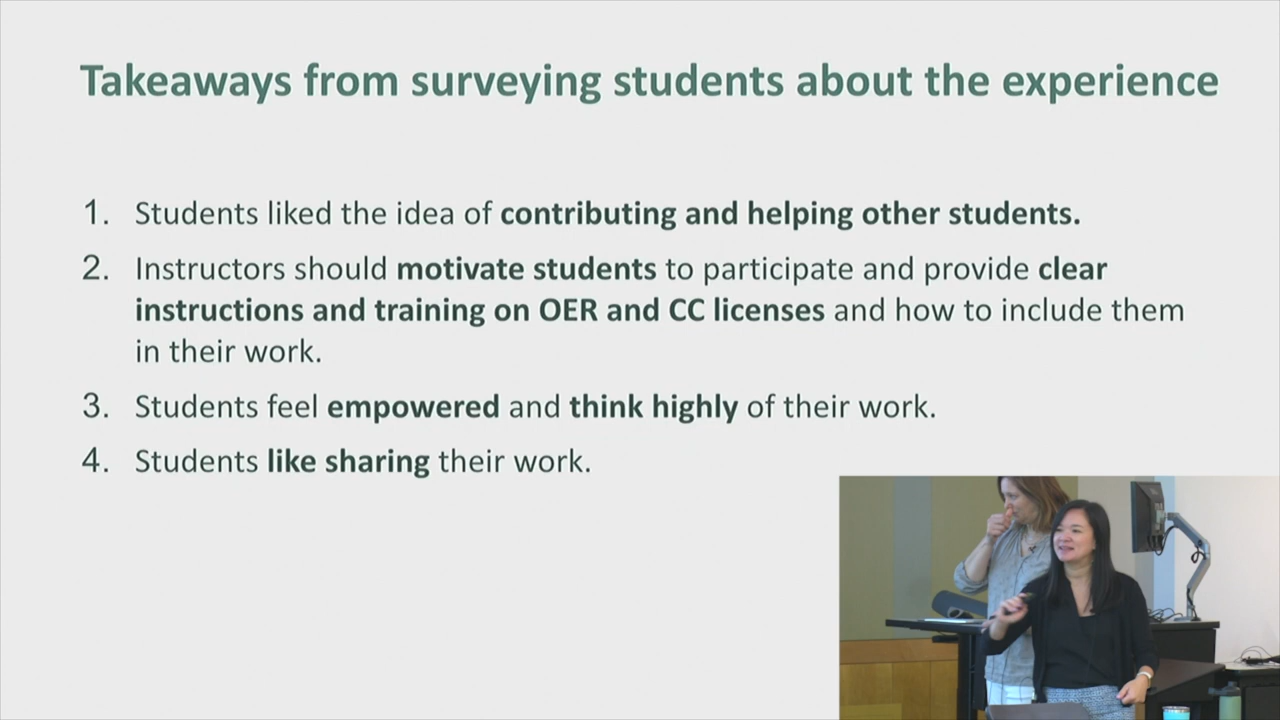 Takeaways from surveying students about the experience
1. Students liked the idea of contributing and helping other students.
2. Instructors should motivate students to participate and provide clear
instructions and training on OER and CC licenses and how to include them
in their work.
3. Students feel empowered and think highly of their work.
4. Students like sharing their work.